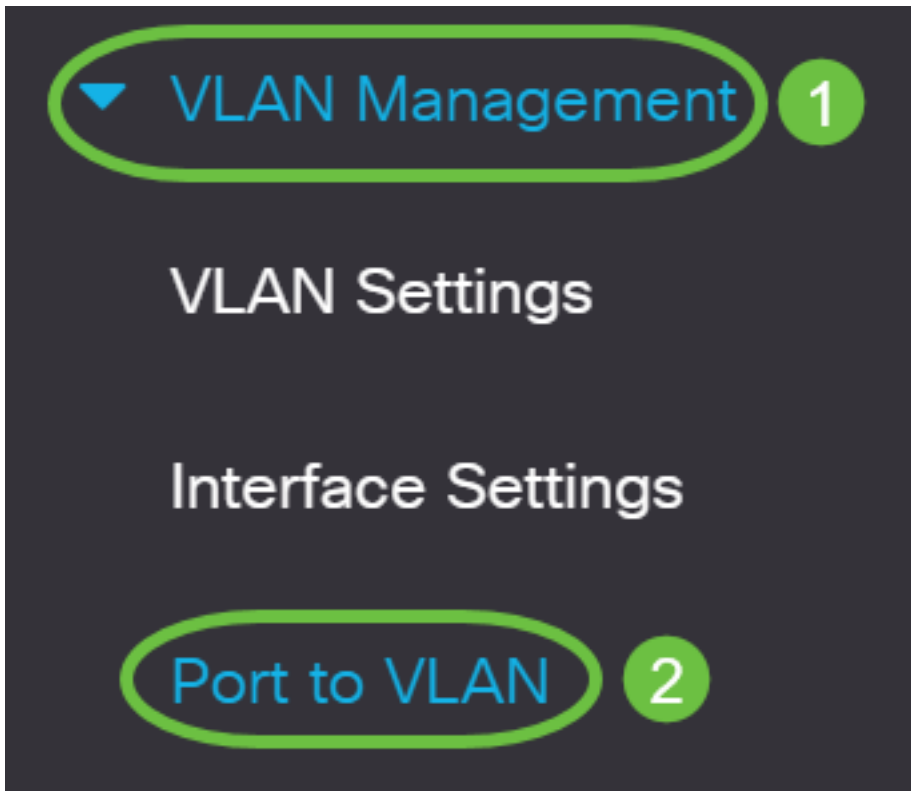 VLAN Management 1
VLAN Settings
Interface Settings
Port to VLAN 2